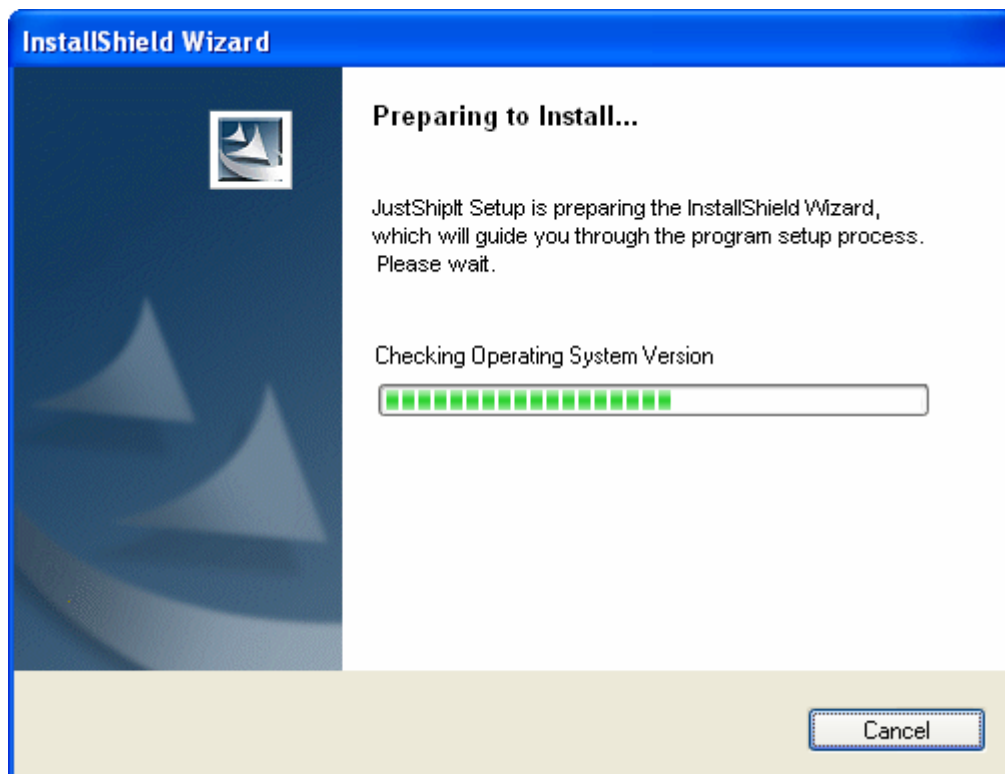 InstallShield Wizard
Preparing to Install...
JustShipIt Setup is preparing the InstallShield Wizard,
which will guide you through the program setup process.
Please wait.
Checking Operating System Version
Cancel